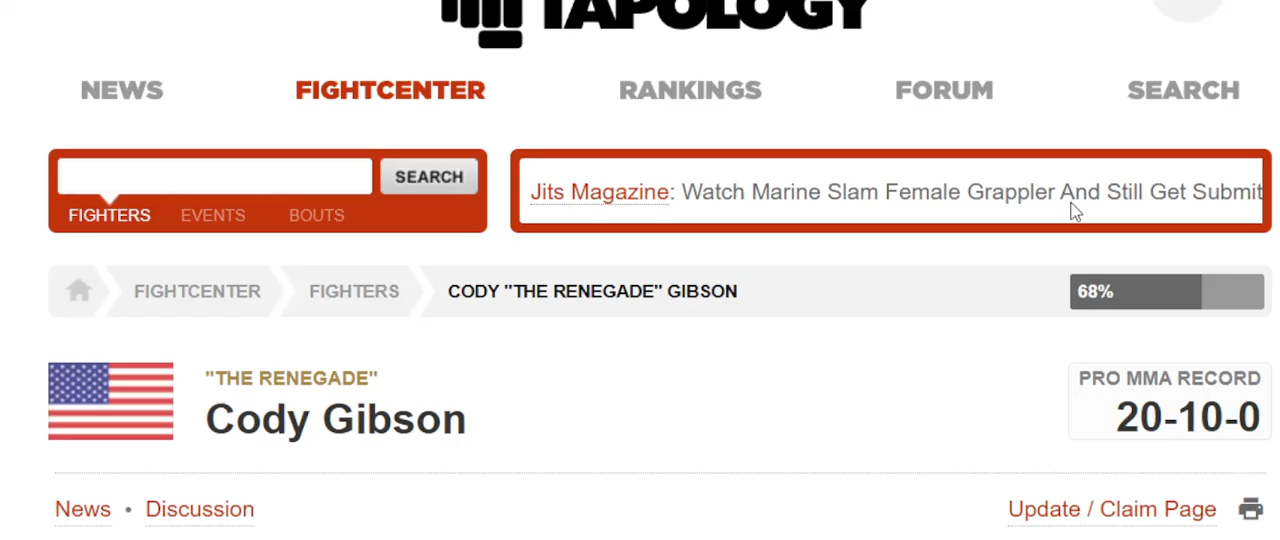 TAPOLOGY
NEWS FIGHTCENTER RANKINGS FORUM SEARCH
SEARCH
FIGHTERS EVENTS BOUTS
Jits Magazine: Watch Marine Slam Female Grappler And Still Get Submit
FIGHTCENTER FIGHTERS CODY "THE RENEGADE" GIBSON 68%
"THE RENEGADE"
Cody Gibson
PRO MMA RECORD
20-10-0
News • Discussion
Update / Claim Page